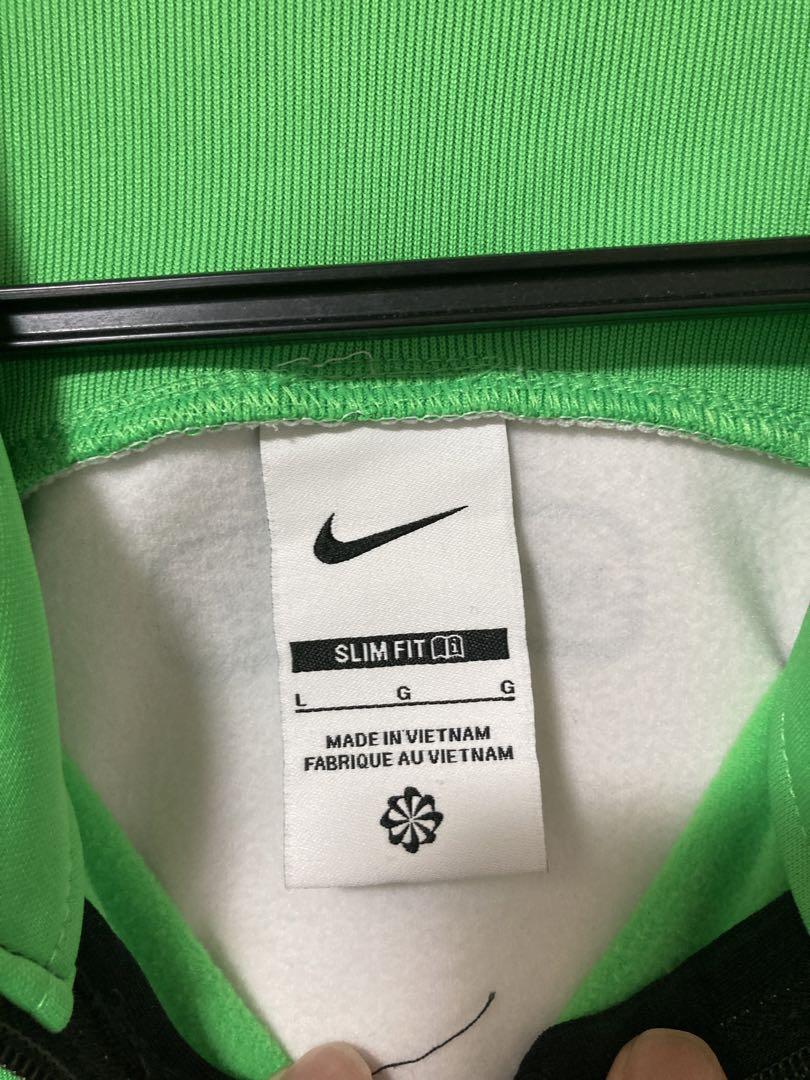 SLIM FIT
L G G
MADE IN VIETNAM
FABRIQUE AU VIETNAM